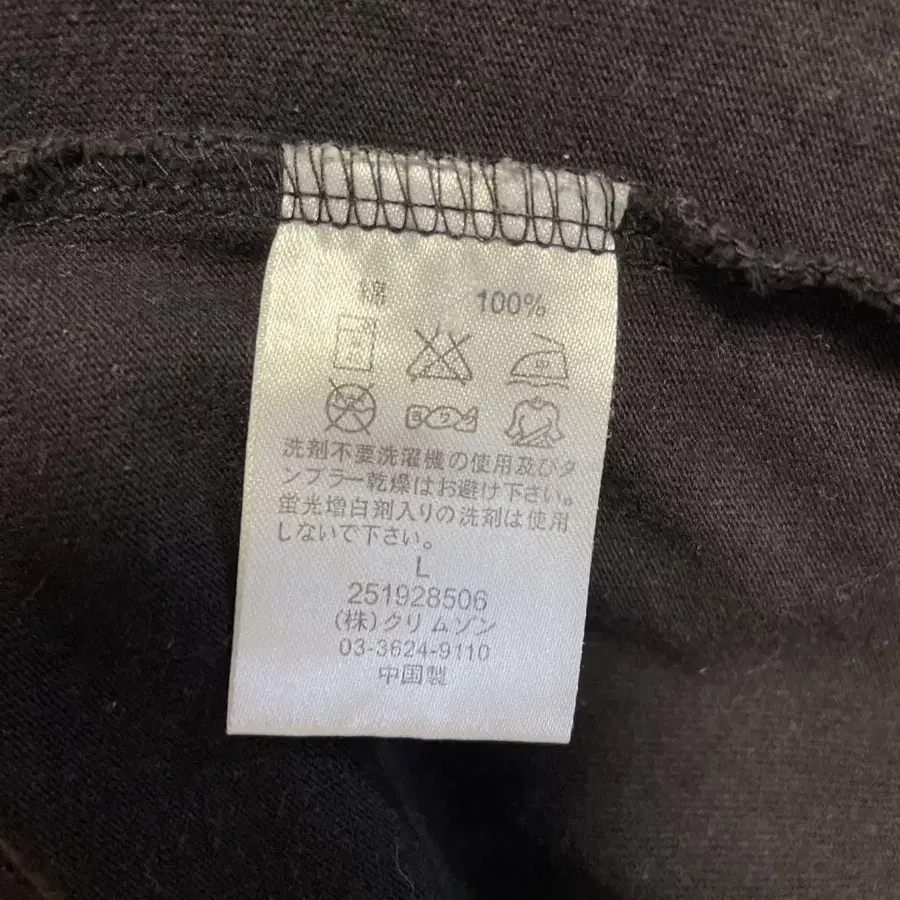 綿 100%
洗剤不要洗濯機の使用及びタ
ンブラー乾燥はお避け下さい。
蛍光増白剤入りの洗剤は使用
しないで下さい。
L
251928506
(株)クリムゾン
03-3624-9110
中国製